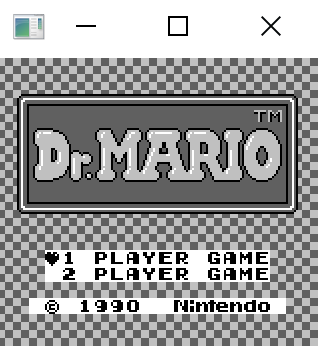 TM
Dr. MARIO
♥1 PLAYER GAME
2 PLAYER GAME
© 1990 Nintendo